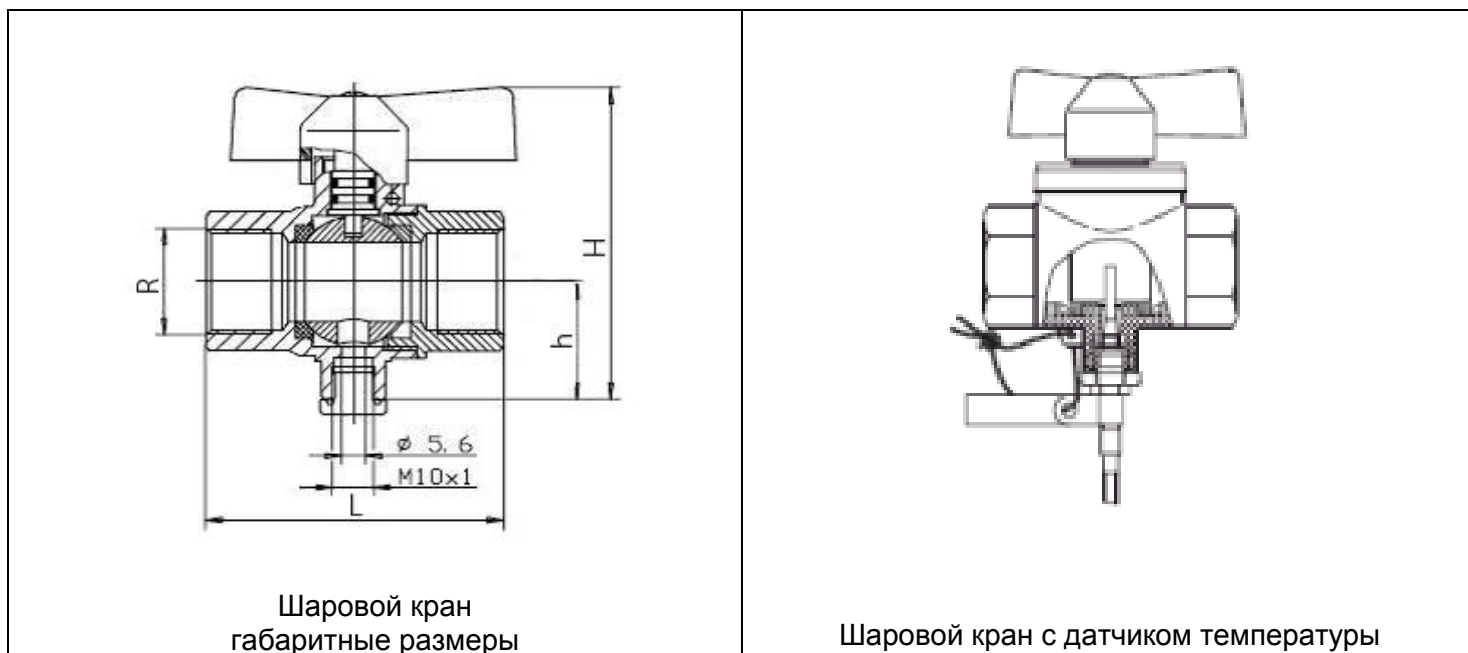 H
R
h
ø 5,6
M10x1
L
Шаровой кран
габаритные размеры
Шаровой кран с датчиком температуры